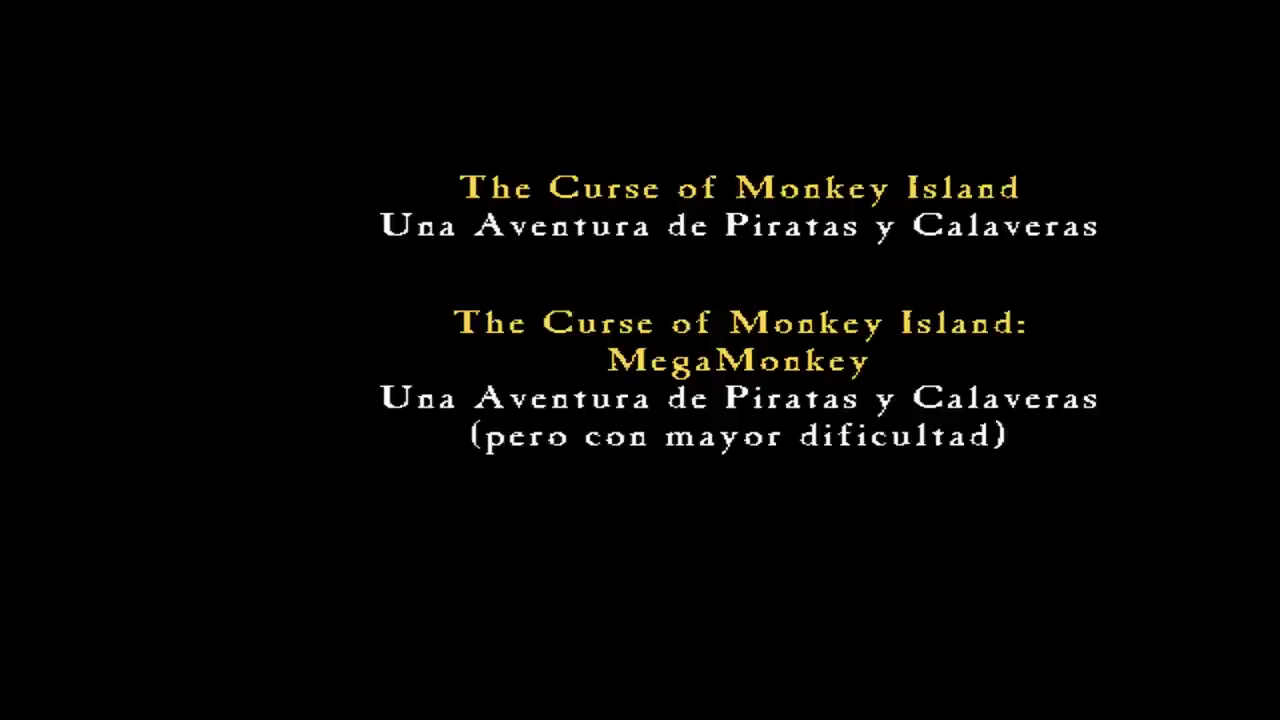 The Curse of Monkey Island
Una Aventura de Piratas y Calaveras
The Curse of Monkey Island:
MegaMonkey
Una Aventura de Piratas y Calaveras
(pero con mayor dificultad)